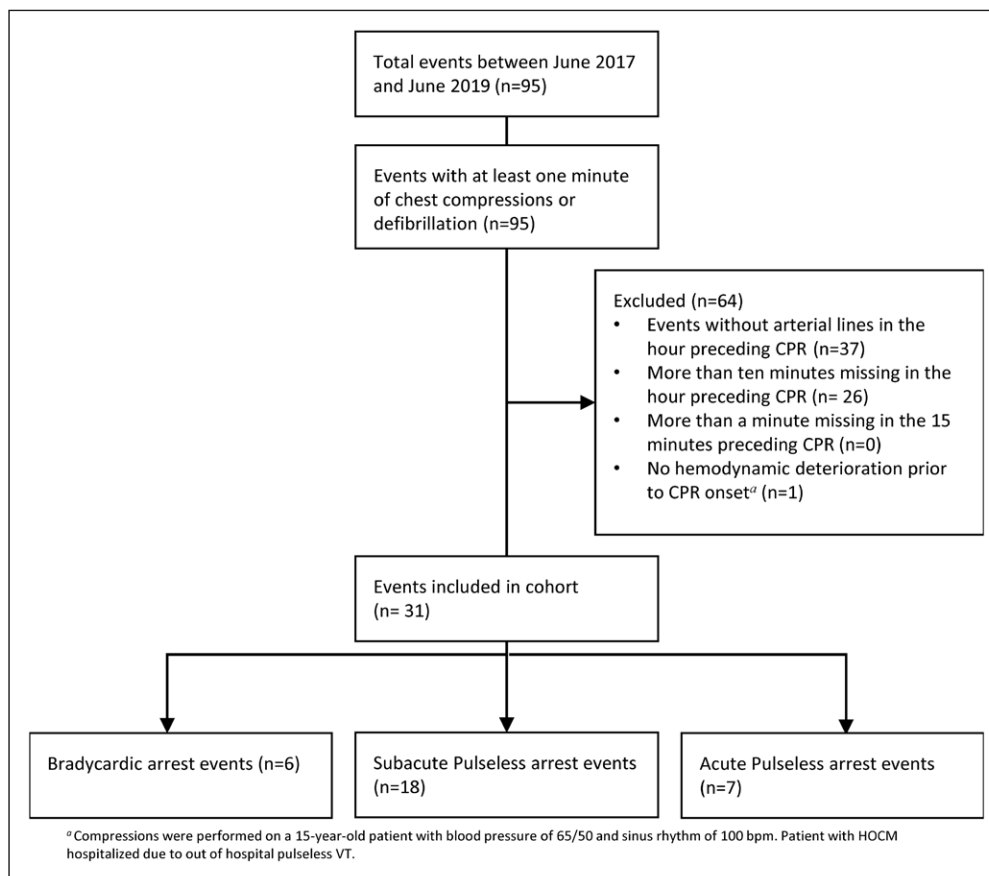 Total events between June 2017
and June 2019 (n=95)
Events with at least one minute
of chest compressions or
defibrillation (n=95)
Excluded (n=64)
• Events without arterial lines in the
hour preceding CPR (n=37)
• More than ten minutes missing in the
hour preceding CPR (n= 26)
• More than a minute missing in the 15
minutes preceding CPR (n=0)
• No hemodynamic deterioration prior
to CPR onsetᵃ (n=1)
Events included in cohort
(n= 31)
Bradycardic arrest events (n=6)
Subacute Pulseless arrest events
(n=18)
Acute Pulseless arrest events
(n=7)
ᵃ Compressions were performed on a 15-year-old patient with blood pressure of 65/50 and sinus rhythm of 100 bpm. Patient with HOCM
hospitalized due to out of hospital pulseless VT.